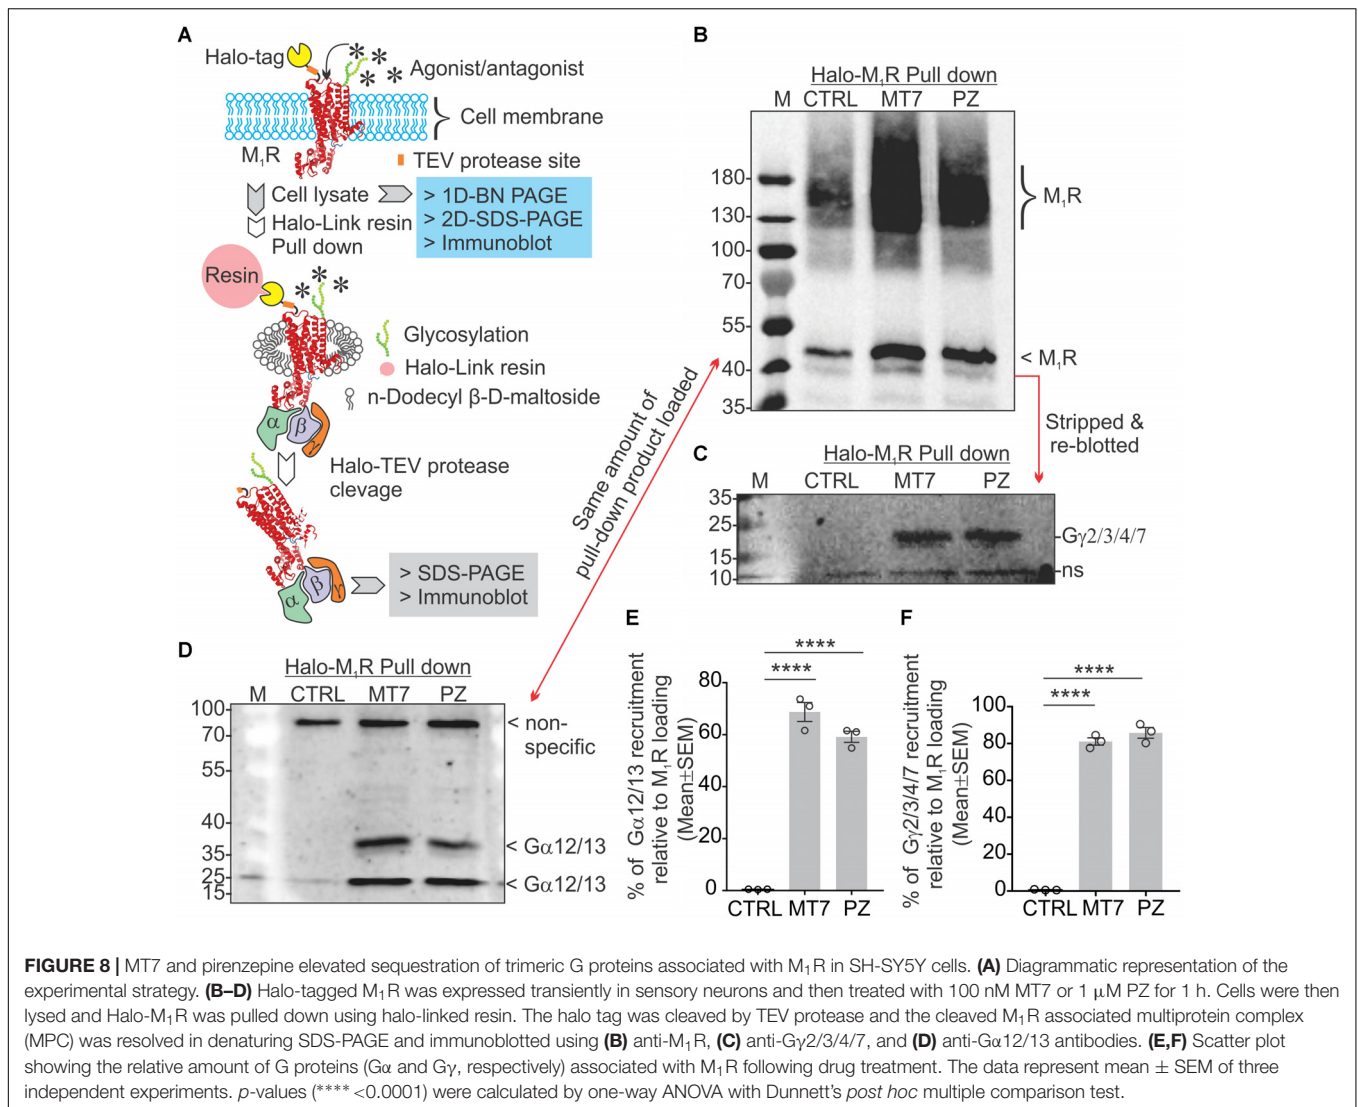 A
Halo-tag
Agonist/antagonist
Cell membrane
M₁R
TEV protease site
Cell lysate
> 1D-BN PAGE
> 2D-SDS-PAGE
> Immunoblot
Halo-Link resin
Pull down
Resin
Glycosylation
Halo-Link resin
n-Dodecyl β-D-maltoside
α
β
γ
Halo-TEV protease
clevage
α
β
γ
> SDS-PAGE
> Immunoblot
B
Halo-M₁R Pull down
M CTRL MT7 PZ
180
130
100
70
55
40
35
M₁R
< M₁R
Stripped &
re-blotted
Same amount of
pull-down product loaded
C
Halo-M₁R Pull down
M CTRL MT7 PZ
35
25
15
10
Gγ2/3/4/7
ns
D
Halo-M₁R Pull down
M CTRL MT7 PZ
100
70
55
40
35
25
15
< non-
specific
< Gα12/13
< Gα12/13
E
% of Gα12/13 recruitment
relative to M₁R loading
(Mean±SEM)
80
60
40
20
0
****
****
CTRL MT7 PZ
F
% of Gγ2/3/4/7 recruitment
relative to M₁R loading
(Mean±SEM)
100
80
60
40
20
0
****
****
CTRL MT7 PZ
FIGURE 8 | MT7 and pirenzepine elevated sequestration of trimeric G proteins associated with M₁R in SH-SY5Y cells. (A) Diagrammatic representation of the
experimental strategy. (B–D) Halo-tagged M₁R was expressed transiently in sensory neurons and then treated with 100 nM MT7 or 1 μM PZ for 1 h. Cells were then
lysed and Halo-M₁R was pulled down using halo-linked resin. The halo tag was cleaved by TEV protease and the cleaved M₁R associated multiprotein complex
(MPC) was resolved in denaturing SDS-PAGE and immunoblotted using (B) anti-M₁R, (C) anti-Gγ2/3/4/7, and (D) anti-Gα12/13 antibodies. (E,F) Scatter plot
showing the relative amount of G proteins (Gα and Gγ, respectively) associated with M₁R following drug treatment. The data represent mean ± SEM of three
independent experiments. p-values (**** <0.0001) were calculated by one-way ANOVA with Dunnett's post hoc multiple comparison test.